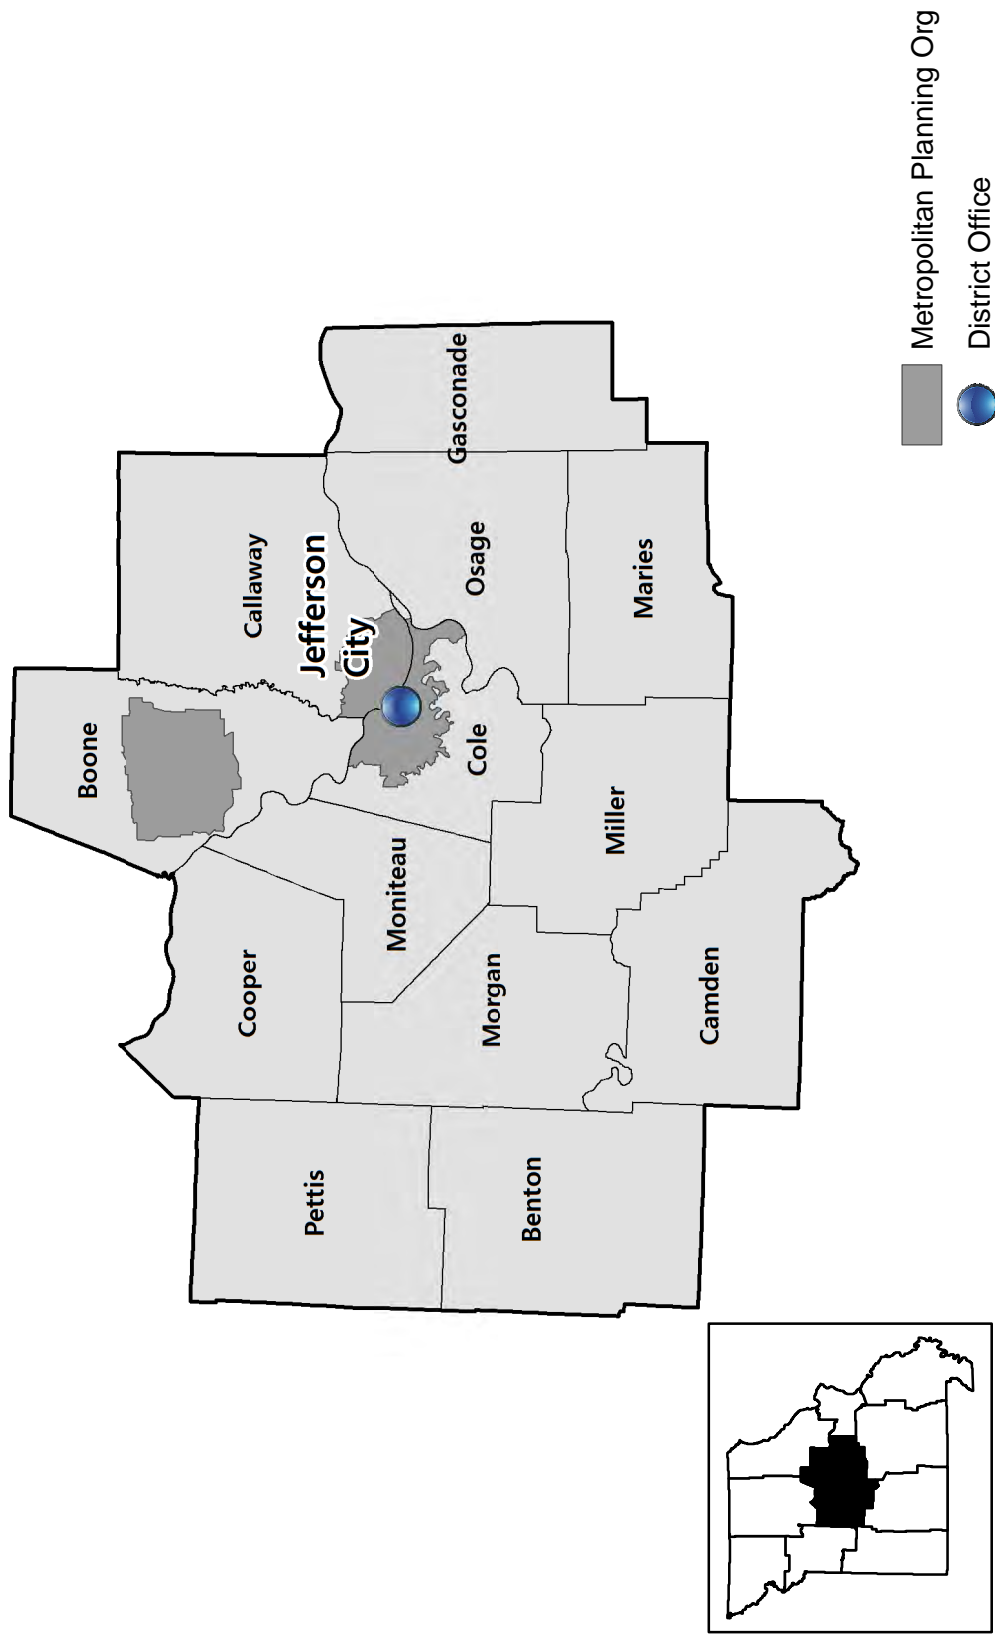 Boone
Callaway
Cooper
Jefferson
City
Pettis
Moniteau
Gasconade
Osage
Cole
Morgan
Benton
Miller
Maries
Camden
Metropolitan Planning Org
District Office